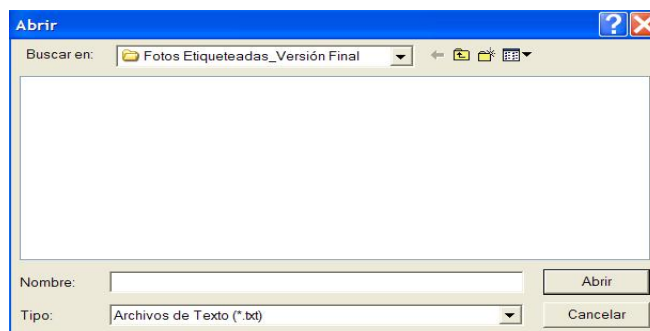 Abrir
Buscar en: Fotos Etiqueteadas_Versión Final
Nombre: Abrir
Tipo: Archivos de Texto (*.txt) Cancelar